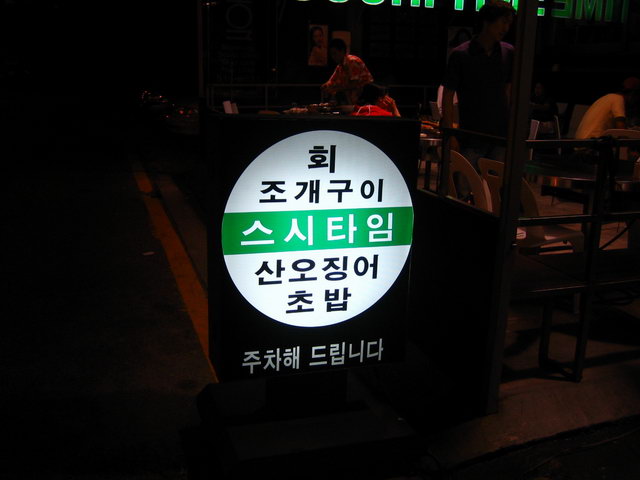 회
조개구이
스시타임
산오징어
초밥
주차해 드립니다